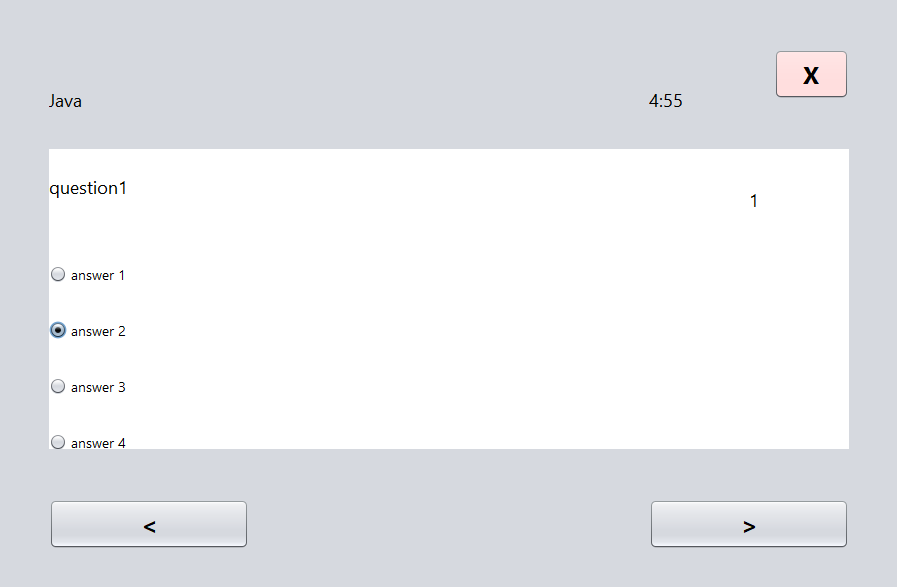 X
Java 4:55
question1
1
answer 1
answer 2
answer 3
answer 4
< >